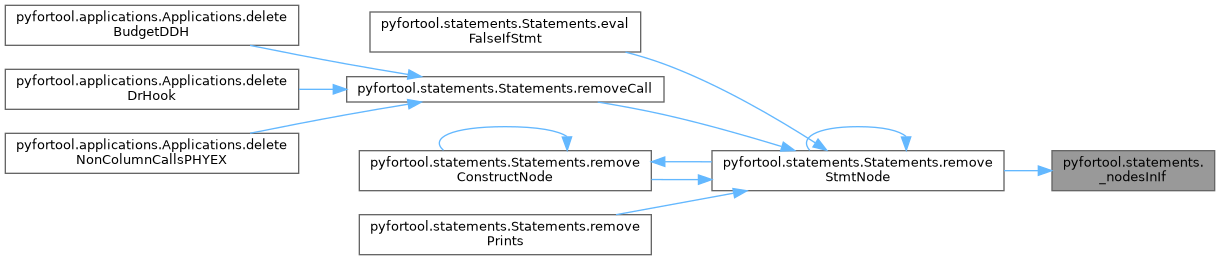 pyfortool.applications.Applications.delete
BudgetDDH
pyfortool.statements.Statements.eval
FalseIfStmt
pyfortool.applications.Applications.delete
DrHook
pyfortool.statements.Statements.removeCall
pyfortool.applications.Applications.delete
NonColumnCallsPHYEX
pyfortool.statements.Statements.remove
ConstructNode
pyfortool.statements.Statements.remove
StmtNode
pyfortool.statements.
_nodesInIf
pyfortool.statements.Statements.remove
Prints